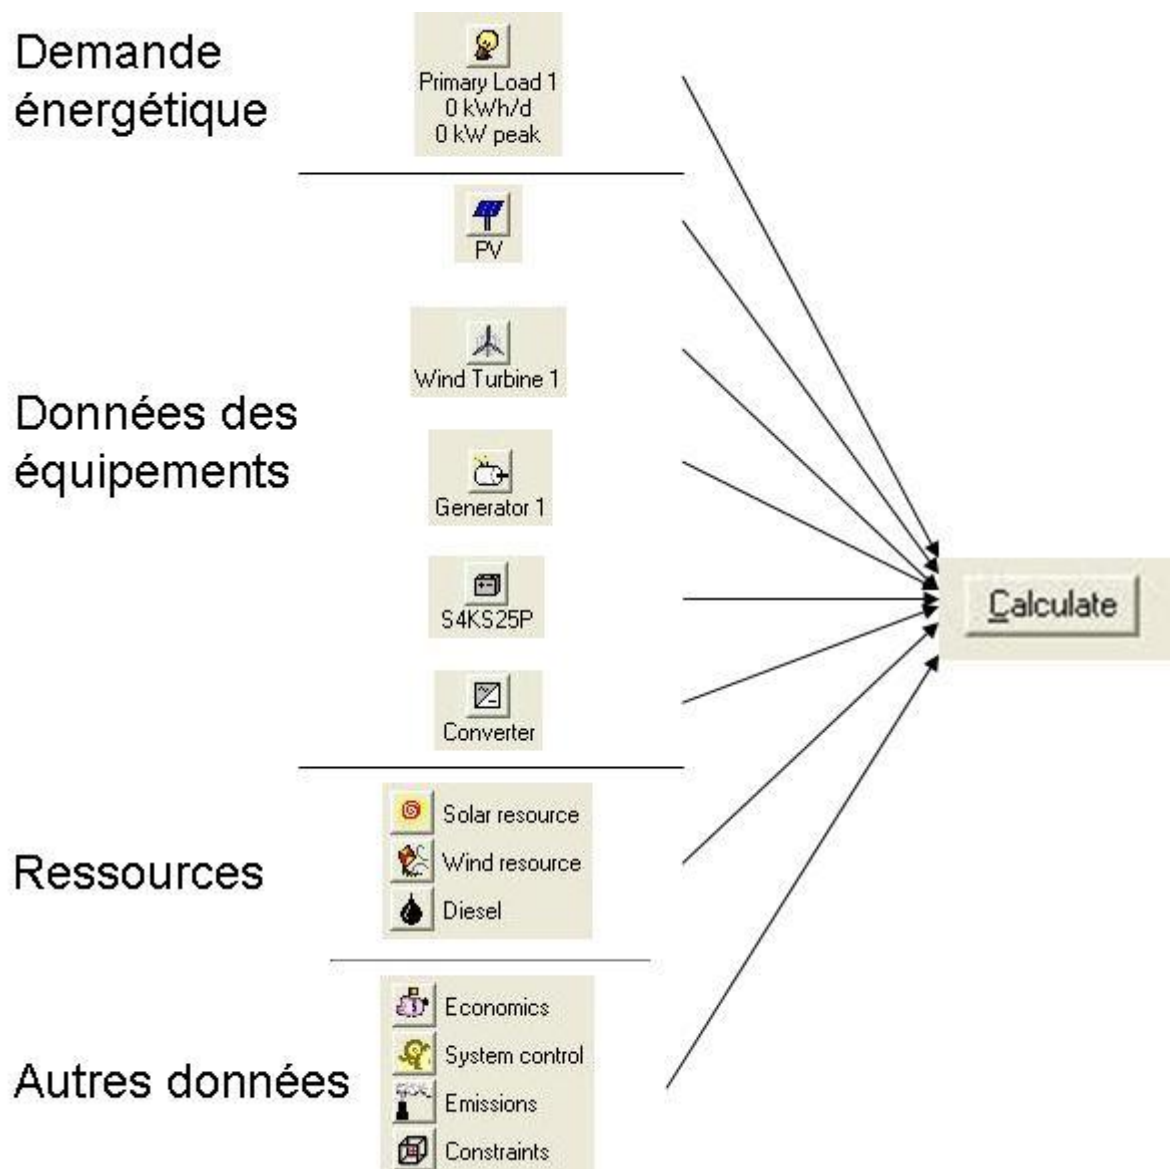 Demande
énergétique
Primary Load 1
0 kWh/d
0 kW peak
PV
Wind Turbine 1
Données des
équipements
Generator 1
S4KS25P
Converter
Calculate
Ressources
Solar resource
Wind resource
Diesel
Autres données
Economics
System control
Emissions
Constraints